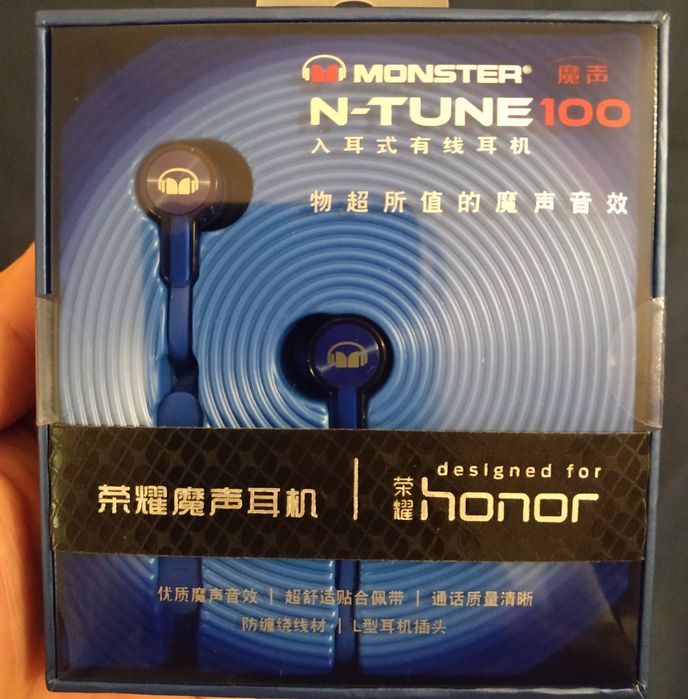 MONSTER® 魔声
N-TUNE 100
入耳式有线耳机
物超所值的魔声音效
荣耀魔声耳机 | 荣耀 designed for honor
优质魔声音效 | 超舒适贴合佩带 | 通话质量清晰
防缠绕线材 | L型耳机插头